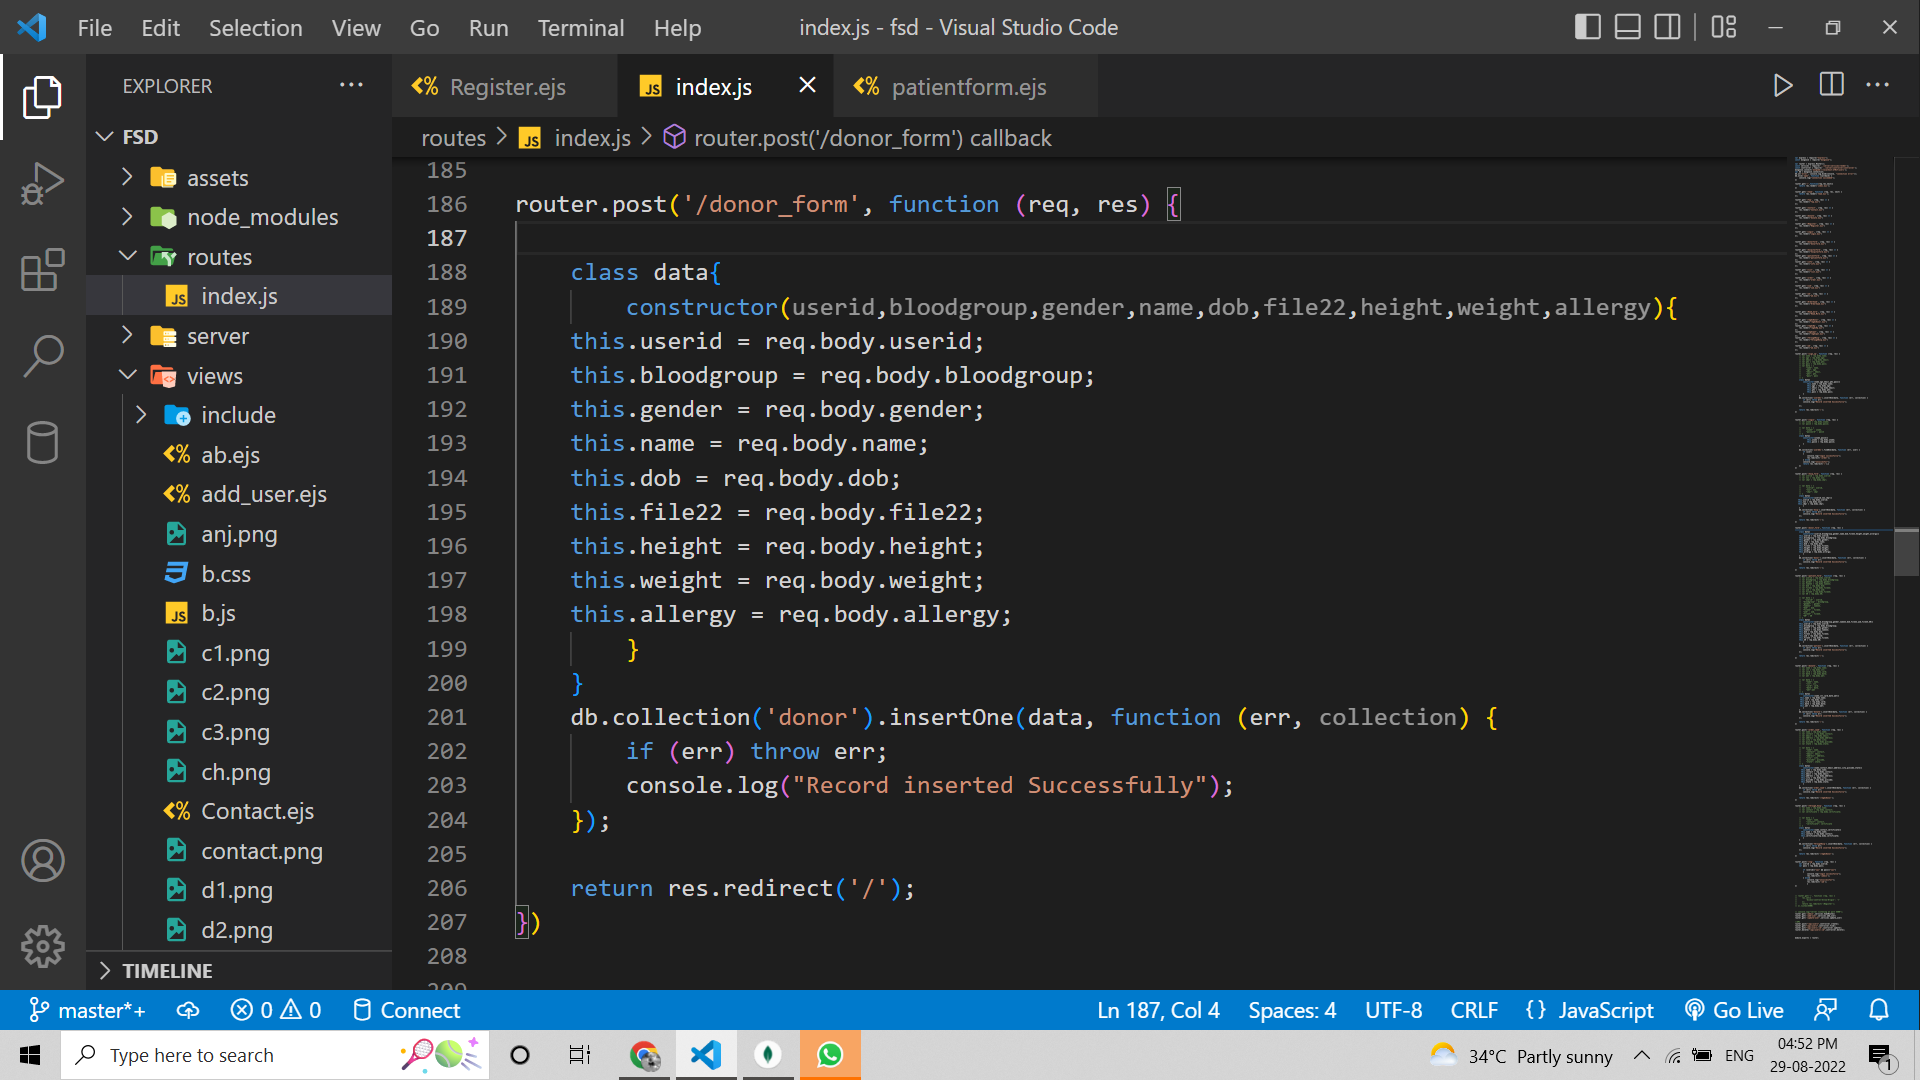 File Edit Selection View Go Run Terminal Help index.js - fsd - Visual Studio Code
EXPLORER
Register.ejs
index.js
patientform.ejs
routes > index.js > router.post('/donor_form') callback
FSD
assets
node_modules
routes
index.js
server
views
include
ab.ejs
add_user.ejs
anj.png
b.css
b.js
c1.png
c2.png
c3.png
ch.png
Contact.ejs
contact.png
d1.png
d2.png
TIMELINE
185
186 router.post('/donor_form', function (req, res) {
187
188     class data{
189         constructor(userid,bloodgroup,gender,name,dob,file22,height,weight,allergy){
190     this.userid = req.body.userid;
191     this.bloodgroup = req.body.bloodgroup;
192     this.gender = req.body.gender;
193     this.name = req.body.name;
194     this.dob = req.body.dob;
195     this.file22 = req.body.file22;
196     this.height = req.body.height;
197     this.weight = req.body.weight;
198     this.allergy = req.body.allergy;
199         }
200     }
201     db.collection('donor').insertOne(data, function (err, collection) {
202         if (err) throw err;
203         console.log("Record inserted Successfully");
204     });
205
206     return res.redirect('/');
207 })
208
209
master*+ 0 0 Connect Ln 187, Col 4 Spaces: 4 UTF-8 CRLF {} JavaScript Go Live
Type here to search
34°C Partly sunny
ENG
04:52 PM
29-08-2022
1